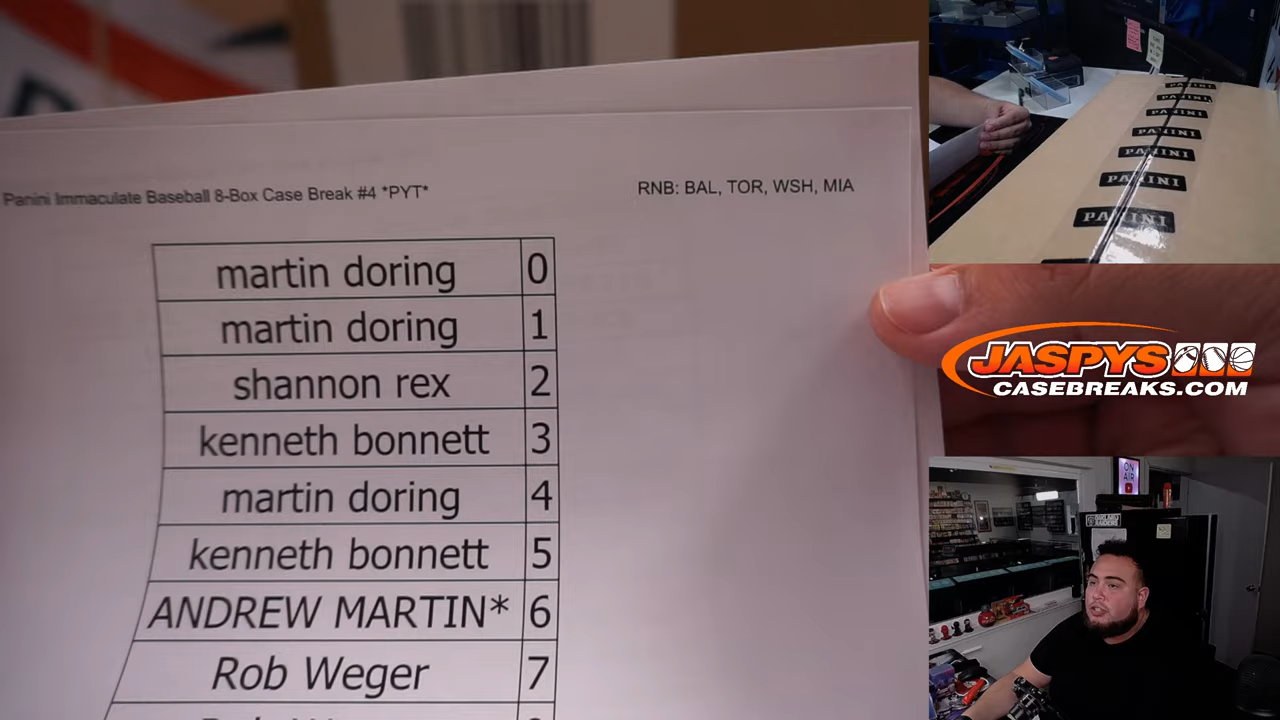 Panini Immaculate Baseball 8-Box Case Break #4 *PYT*
RNB: BAL, TOR, WSH, MIA
martin doring 0
martin doring 1
shannon rex 2
kenneth bonnett 3
martin doring 4
kenneth bonnett 5
ANDREW MARTIN* 6
Rob Weger 7
PANINI
PANINI
PANINI
PANINI
PANINI
PANINI
PANINI
JASPYS
CASEBREAKS.COM
ON
AIR